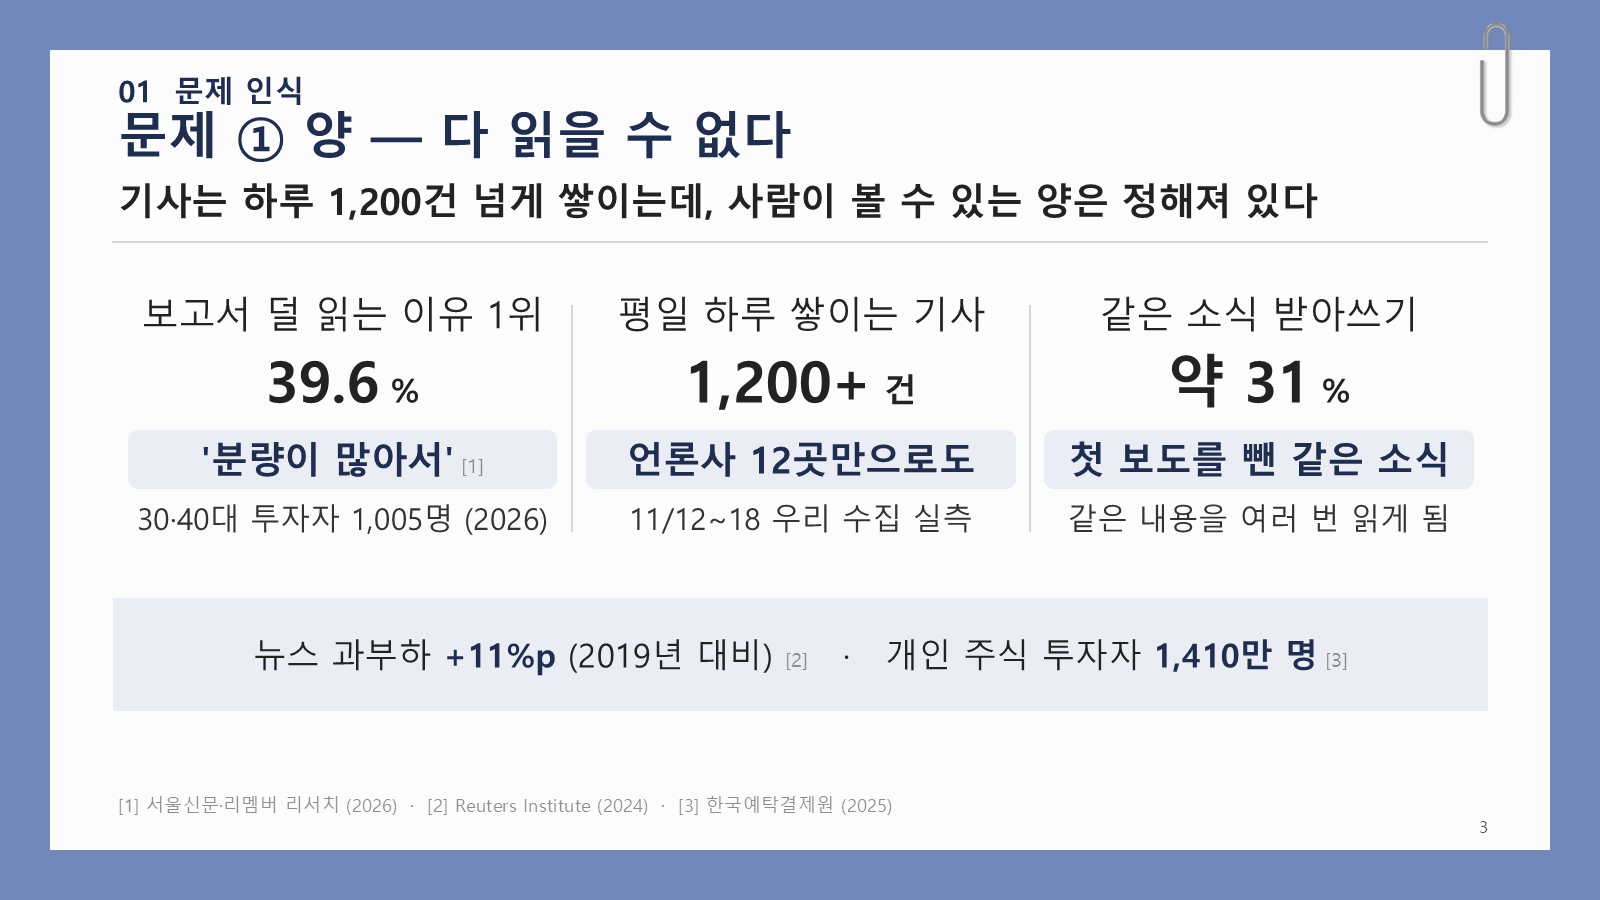 01 문제 인식
문제 ① 양 — 다 읽을 수 없다
기사는 하루 1,200건 넘게 쌓이는데, 사람이 볼 수 있는 양은 정해져 있다
보고서 덜 읽는 이유 1위
39.6 %
'분량이 많아서' [1]
30·40대 투자자 1,005명 (2026)
평일 하루 쌓이는 기사
1,200+ 건
언론사 12곳만으로도
11/12~18 우리 수집 실측
같은 소식 받아쓰기
약 31 %
첫 보도를 뺀 같은 소식
같은 내용을 여러 번 읽게 됨
뉴스 과부하 +11%p (2019년 대비) [2] · 개인 주식 투자자 1,410만 명 [3]
[1] 서울신문·리멤버 리서치 (2026) · [2] Reuters Institute (2024) · [3] 한국예탁결제원 (2025)
3